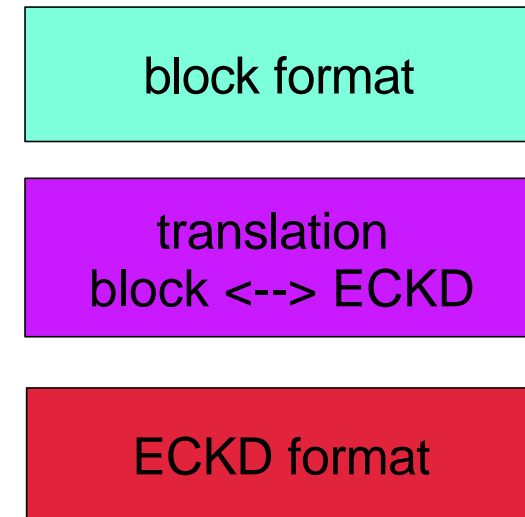 block format
translation
block <--> ECKD
ECKD format